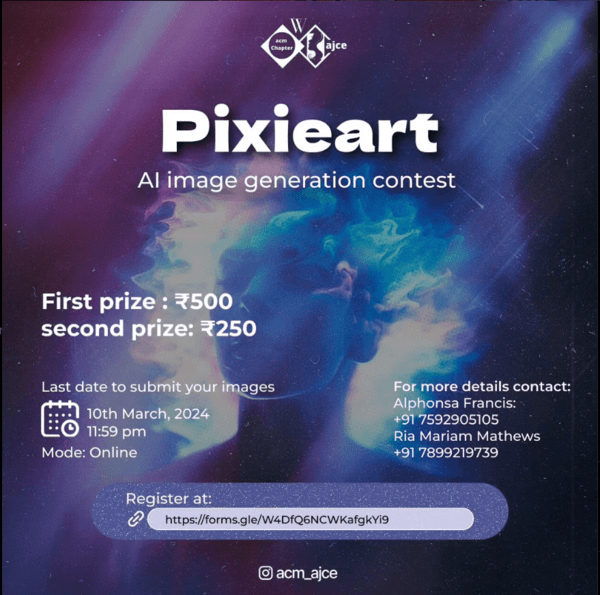 W
acm
Chapter
ajce
Pixieart
AI image generation contest
First prize : ₹500
second prize: ₹250
Last date to submit your images
10th March, 2024
11:59 pm
Mode: Online
For more details contact:
Alphonsa Francis:
+91 7592905105
Ria Mariam Mathews
+91 7899219739
Register at:
https://forms.gle/W4DfQ6NCWKafgkYi9
acm_ajce